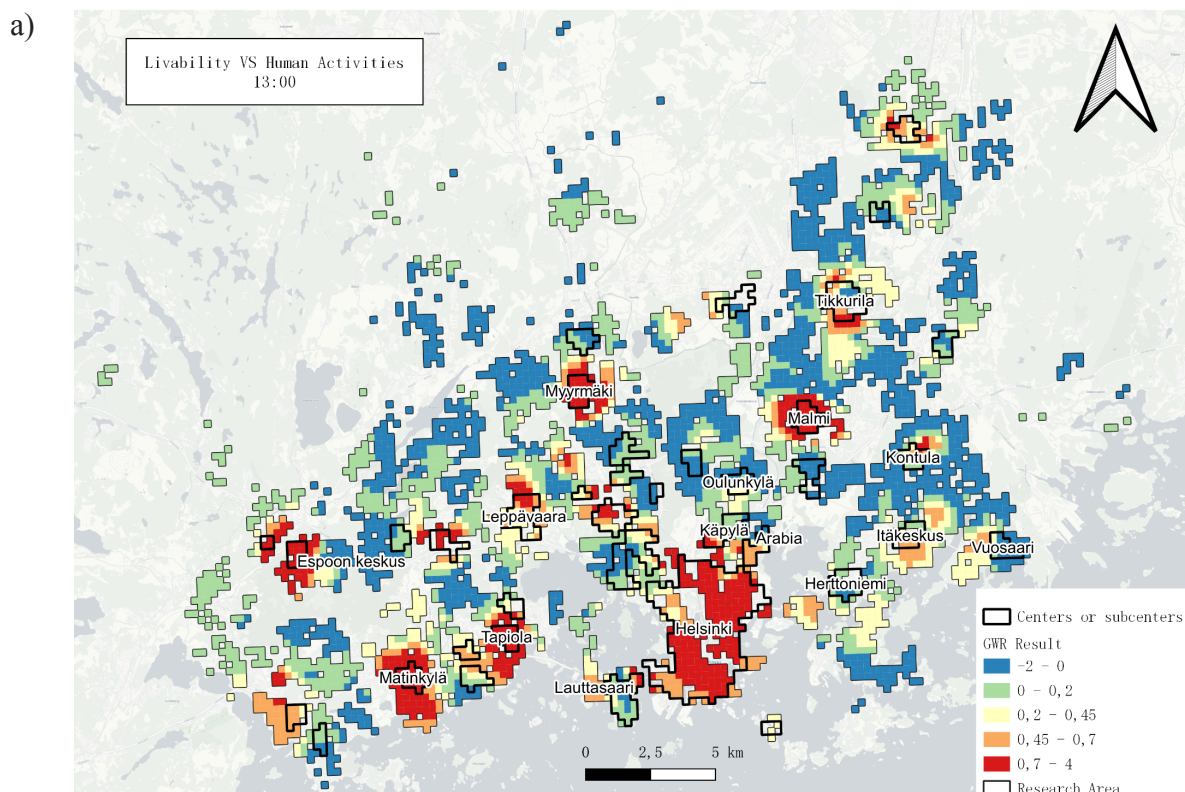 a)
Livability VS Human Activities
13:00
Tikkurila
Myyrmäki
Malmi
Kontula
Oulunkylä
Leppävaara
Käpylä
Arabia
Itäkeskus
Vuosaari
Espoon keskus
Herttoniemi
Helsinki
Tapiola
Matinkylä
Lauttasaari
0 2,5 5 km
Centers or subcenters
GWR Result
-2 - 0
0 - 0,2
0,2 - 0,45
0,45 - 0,7
0,7 - 4
Research Area